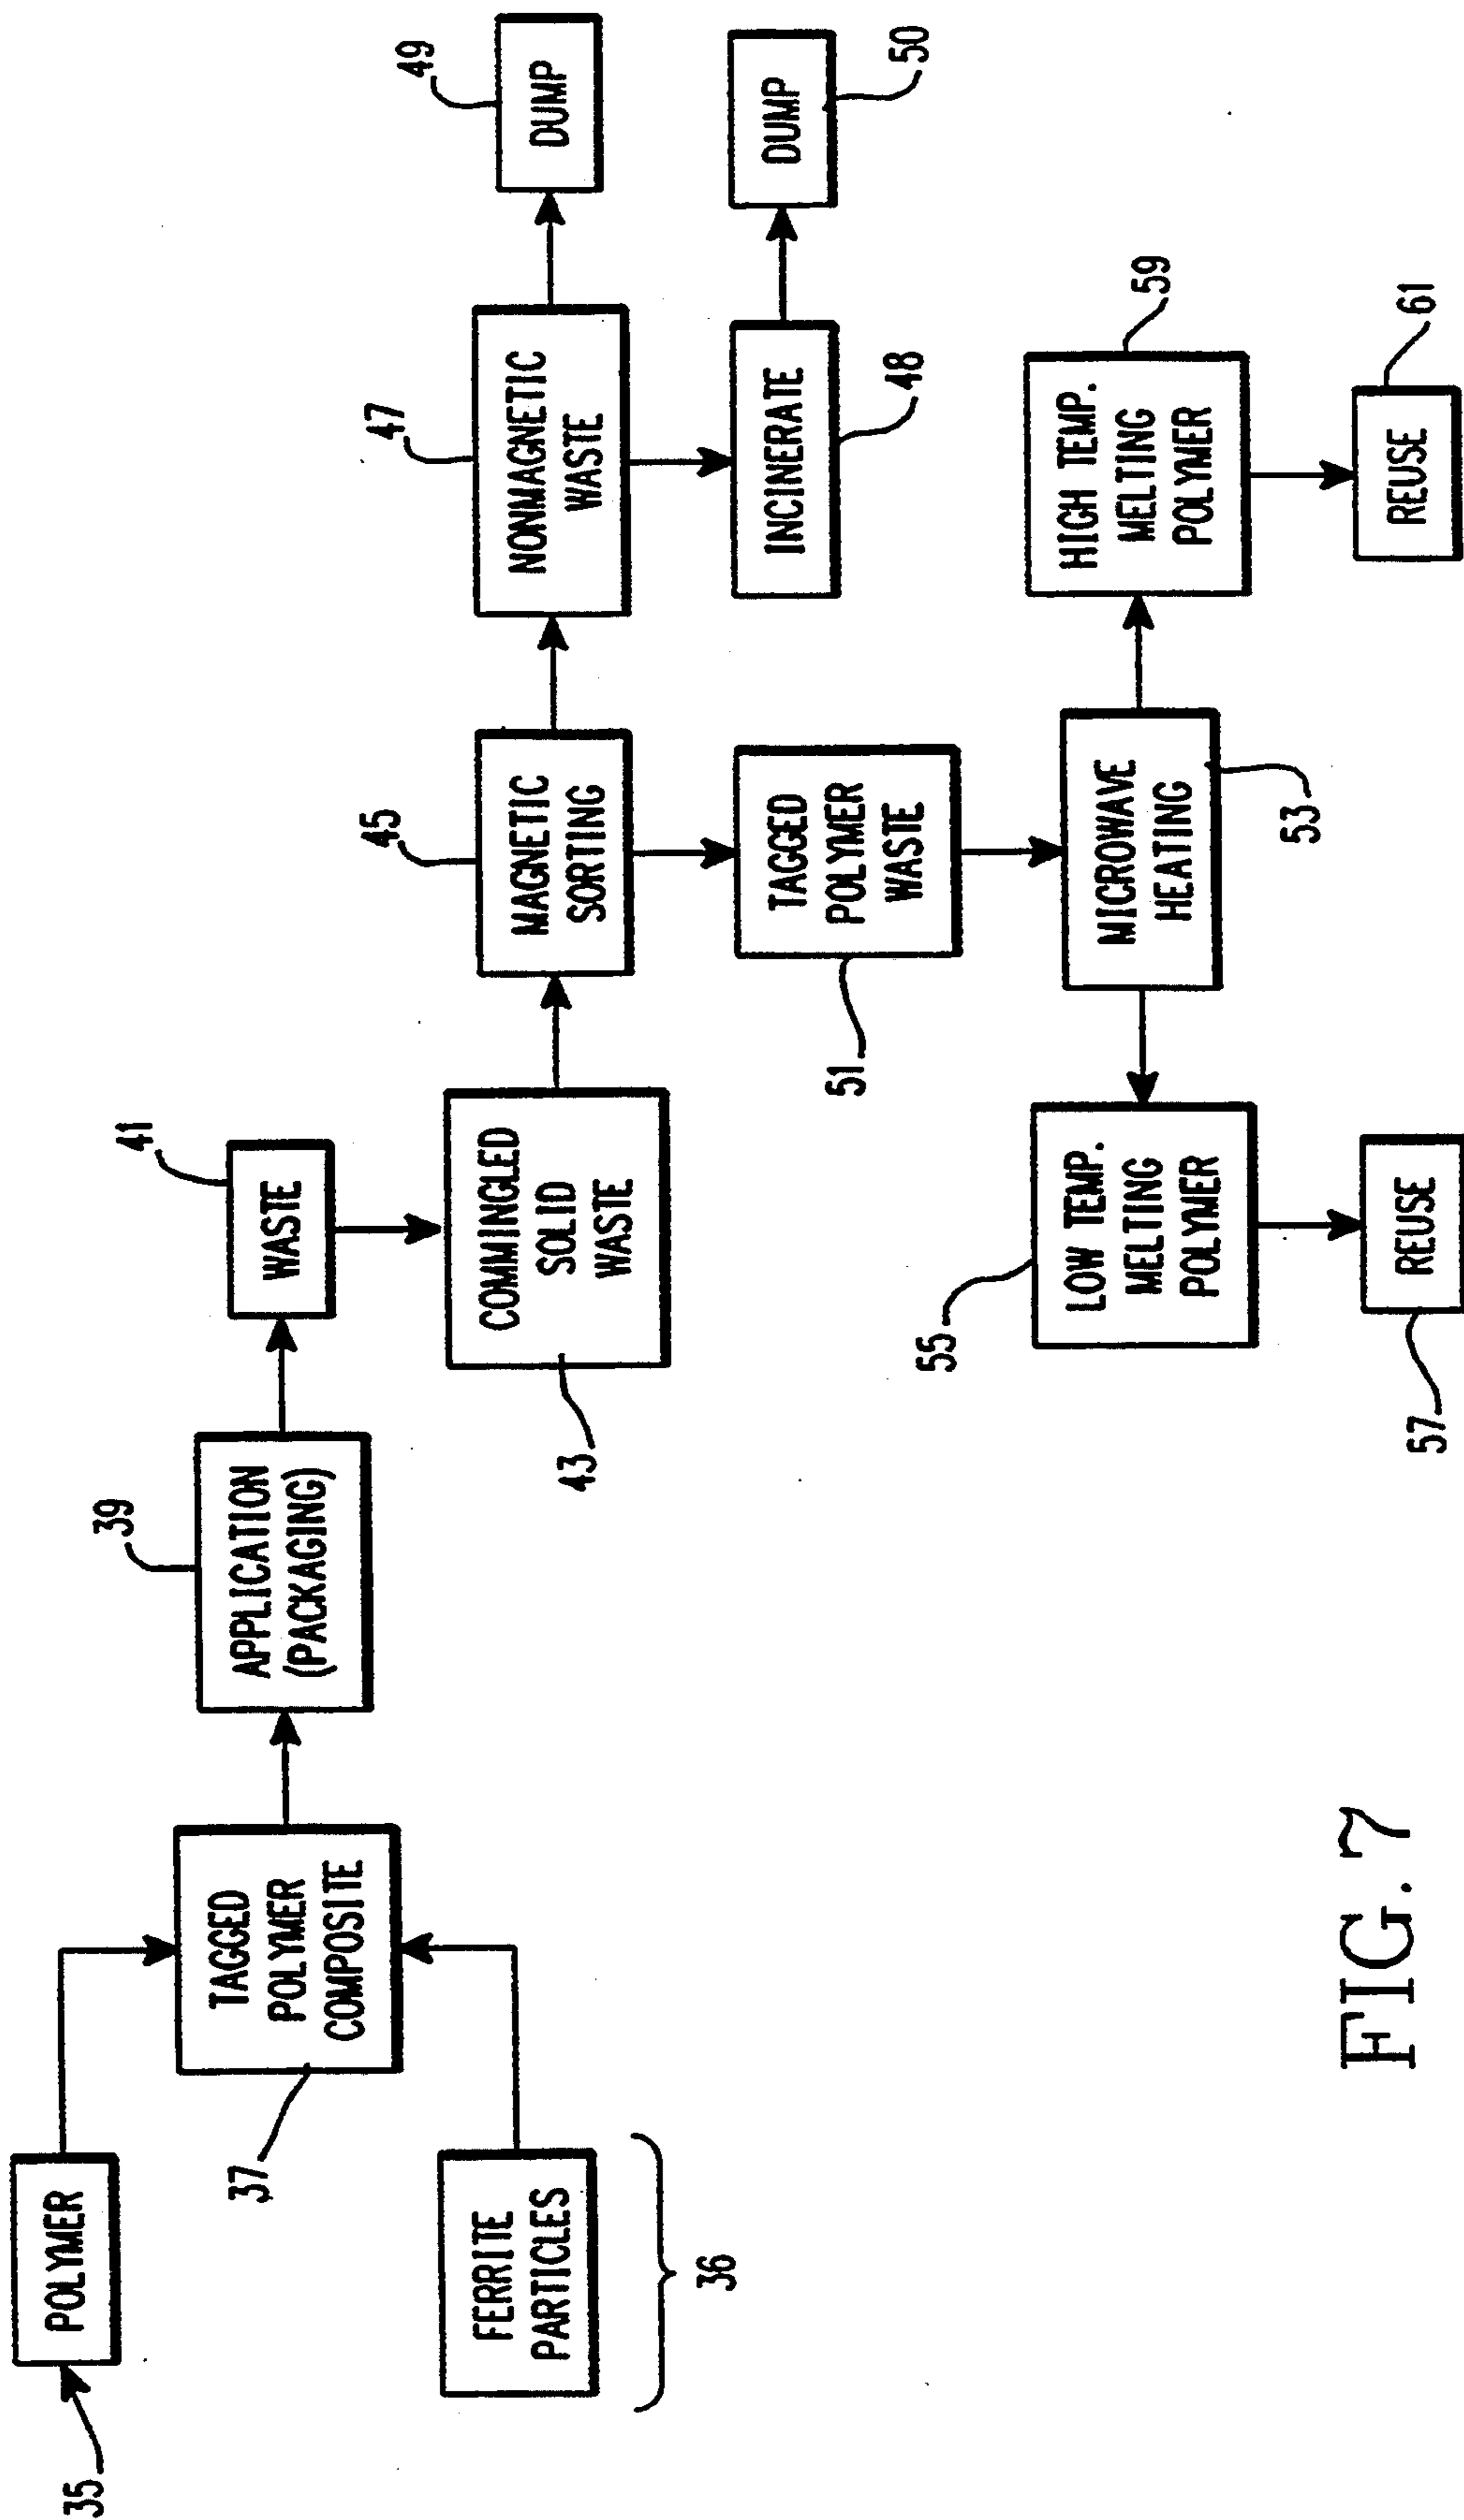 35
POLYMER
FERRITE
PARTICLES
36
37
TAGGED
POLYMER
COMPOSITE
39
APPLICATION
(PACKAGING)
41
WASTE
43
COMMINGLED
SOLID
WASTE
45
MAGNETIC
SORTING
47
NONMAGNETIC
WASTE
49
DUMP
INCINERATE
48
DUMP
50
51
TAGGED
POLYMER
WASTE
MICROWAVE
HEATING
53
55
LOW TEMP.
MELTING
POLYMER
57
REUSE
59
HIGH TEMP.
MELTING
POLYMER
61
REUSE
FIG. 7